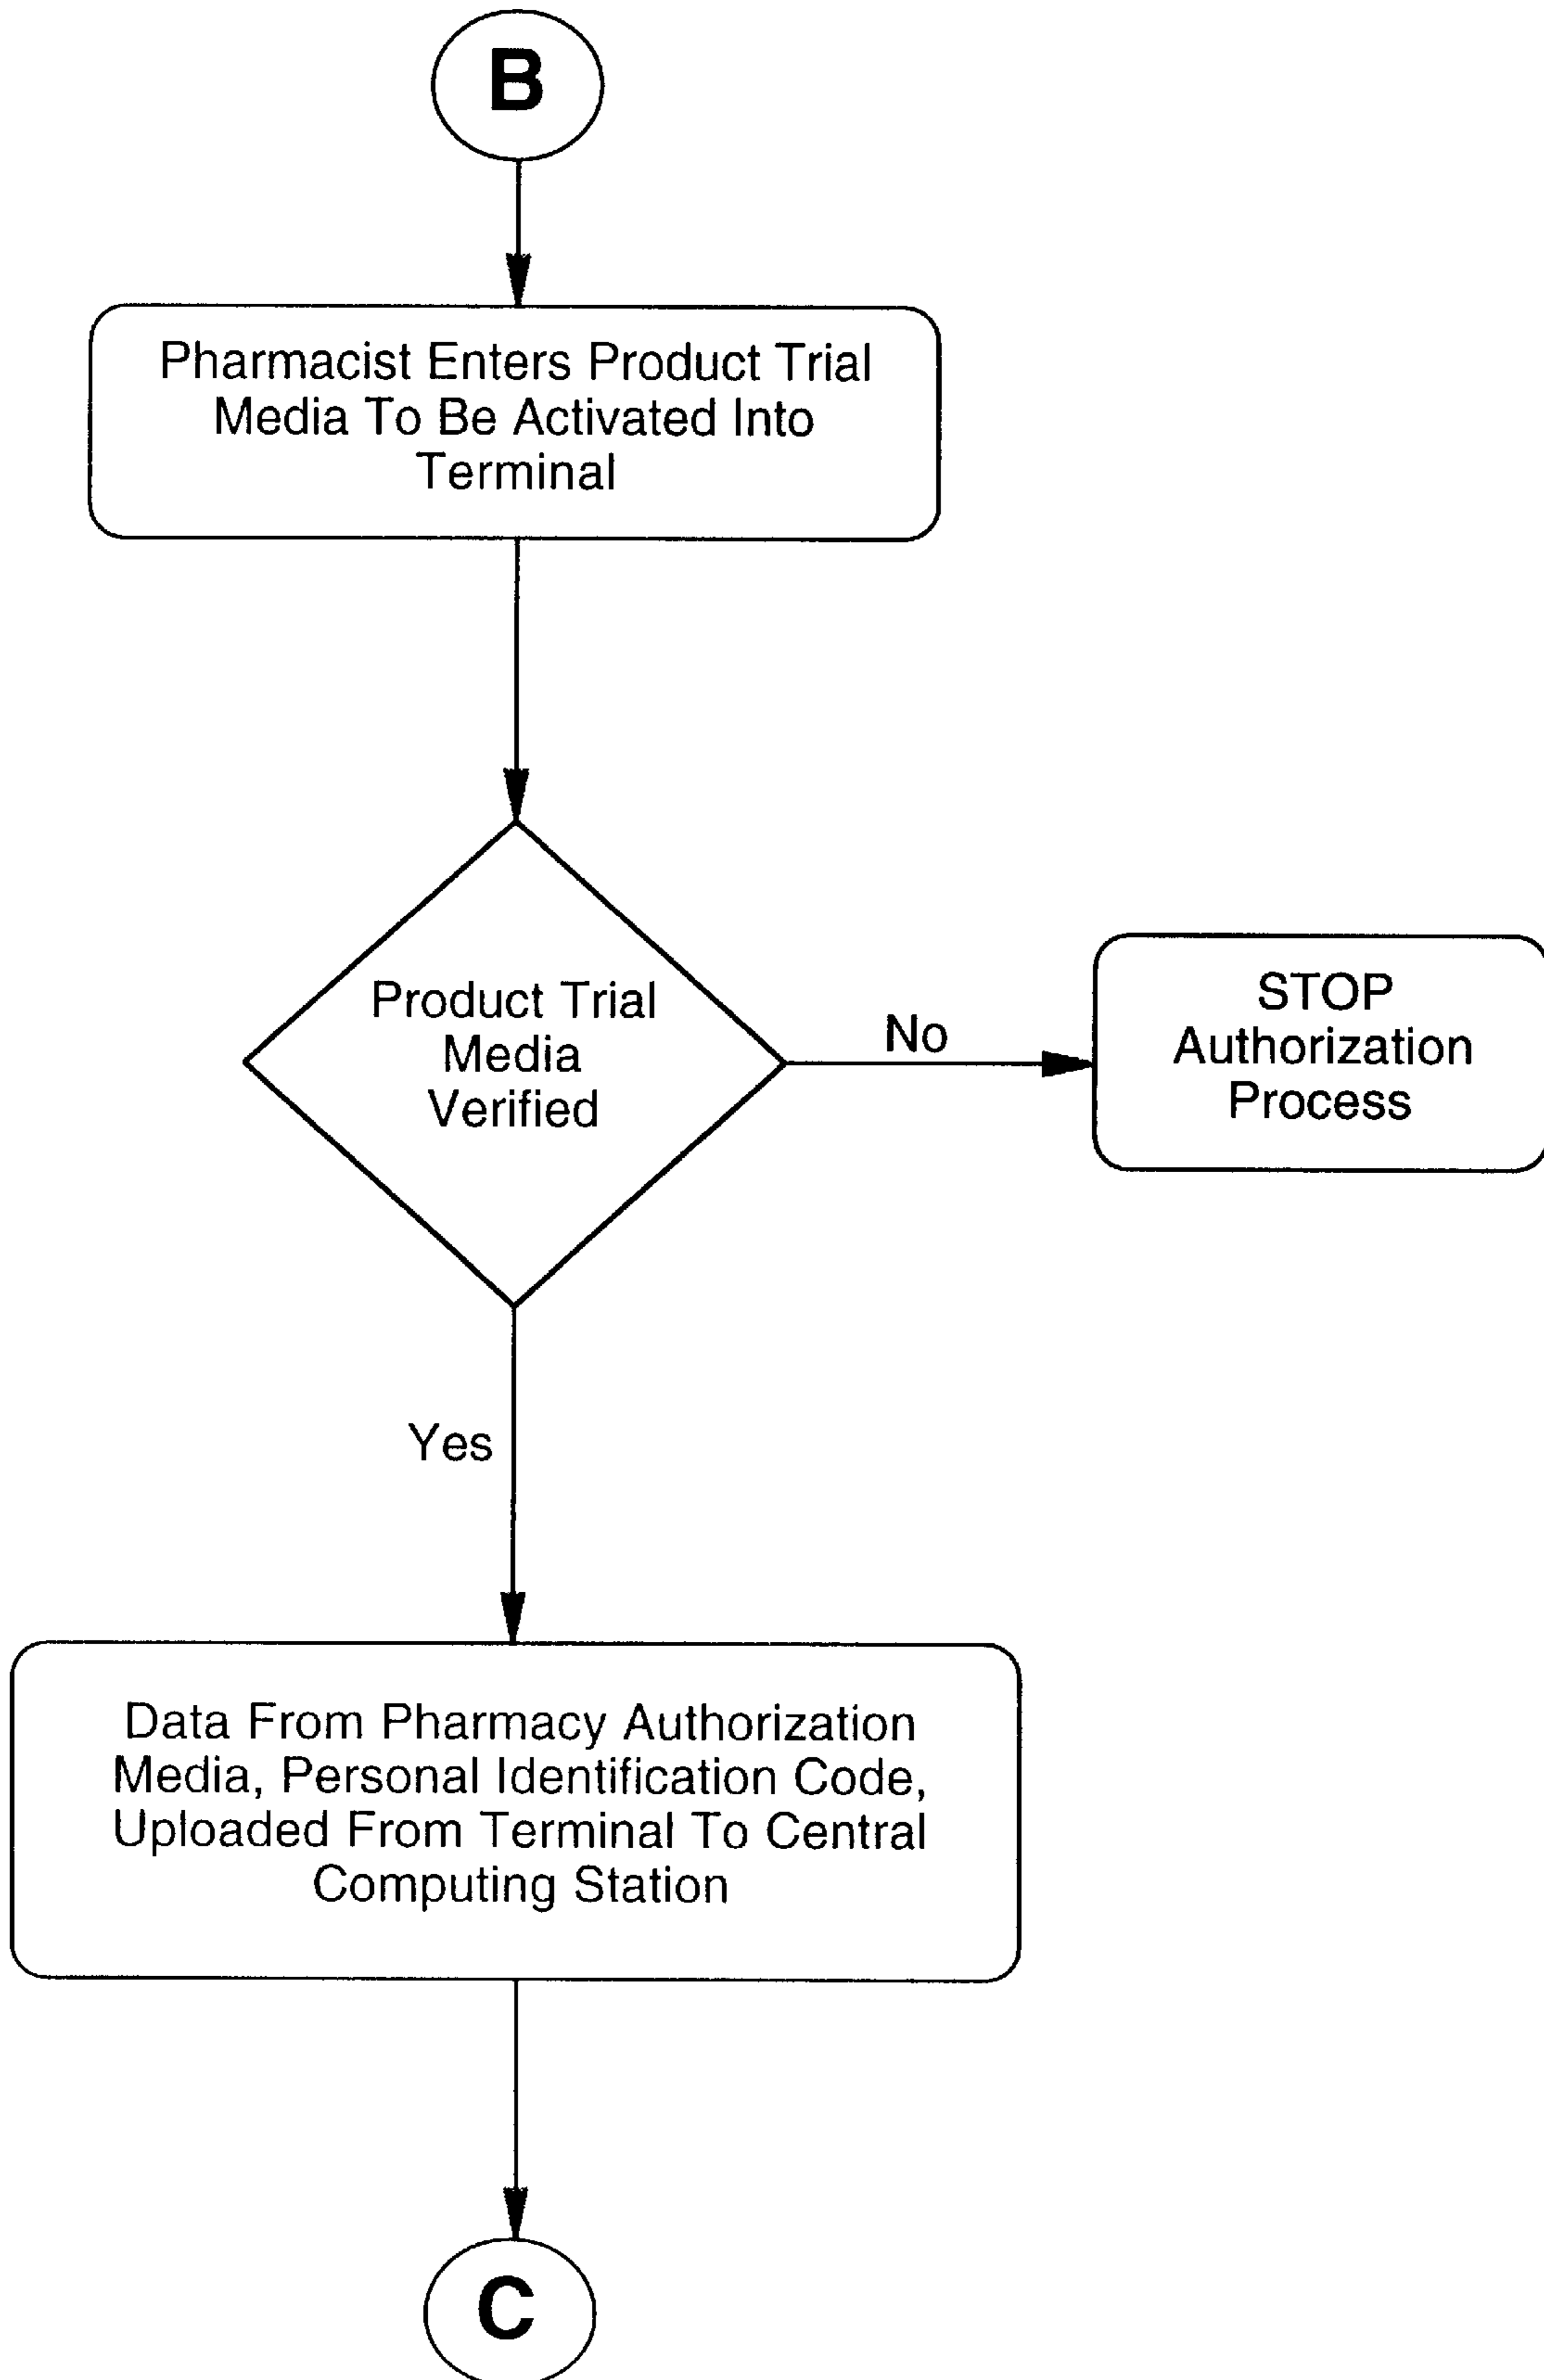 B
Pharmacist Enters Product Trial
Media To Be Activated Into
Terminal
Product Trial
Media
Verified
No
STOP
Authorization
Process
Yes
Data From Pharmacy Authorization
Media, Personal Identification Code,
Uploaded From Terminal To Central
Computing Station
C